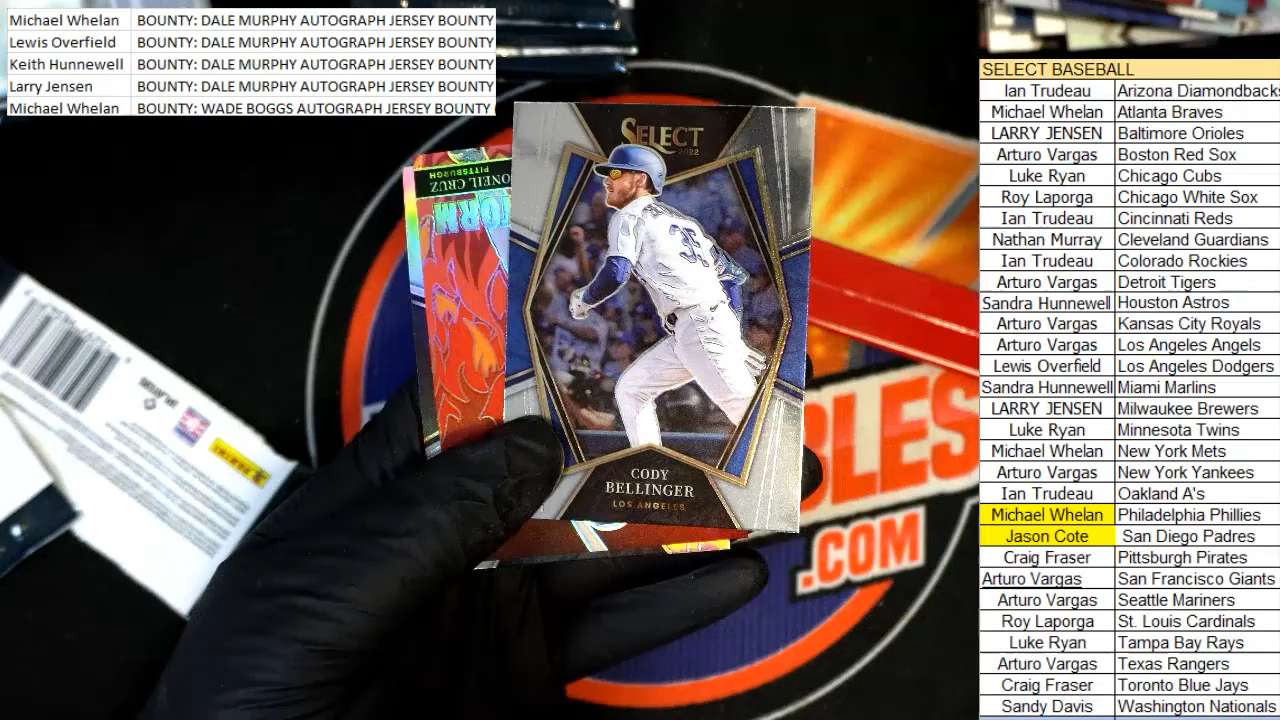 Michael Whelan BOUNTY: DALE MURPHY AUTOGRAPH JERSEY BOUNTY
Lewis Overfield BOUNTY: DALE MURPHY AUTOGRAPH JERSEY BOUNTY
Keith Hunnewell BOUNTY: DALE MURPHY AUTOGRAPH JERSEY BOUNTY
Larry Jensen BOUNTY: DALE MURPHY AUTOGRAPH JERSEY BOUNTY
Michael Whelan BOUNTY: WADE BOGGS AUTOGRAPH JERSEY BOUNTY (
SELECT
2022
ONEIL CRUZ
PITTSBURGH
35
CODY
BELLINGER
LOS ANGELES
BLES
.COM
SELECT BASEBALL
Ian Trudeau Arizona Diamondbacks
Michael Whelan Atlanta Braves
LARRY JENSEN Baltimore Orioles
Arturo Vargas Boston Red Sox
Luke Ryan Chicago Cubs
Roy Laporga Chicago White Sox
Ian Trudeau Cincinnati Reds
Nathan Murray Cleveland Guardians
Ian Trudeau Colorado Rockies
Arturo Vargas Detroit Tigers
Sandra Hunnewell Houston Astros
Arturo Vargas Kansas City Royals
Arturo Vargas Los Angeles Angels
Lewis Overfield Los Angeles Dodgers
Sandra Hunnewell Miami Marlins
LARRY JENSEN Milwaukee Brewers
Luke Ryan Minnesota Twins
Michael Whelan New York Mets
Arturo Vargas New York Yankees
Ian Trudeau Oakland A's
Michael Whelan Philadelphia Phillies
Jason Cote San Diego Padres
Craig Fraser Pittsburgh Pirates
Arturo Vargas San Francisco Giants
Arturo Vargas Seattle Mariners
Roy Laporga St. Louis Cardinals
Luke Ryan Tampa Bay Rays
Arturo Vargas Texas Rangers
Craig Fraser Toronto Blue Jays
Sandy Davis Washington Nationals